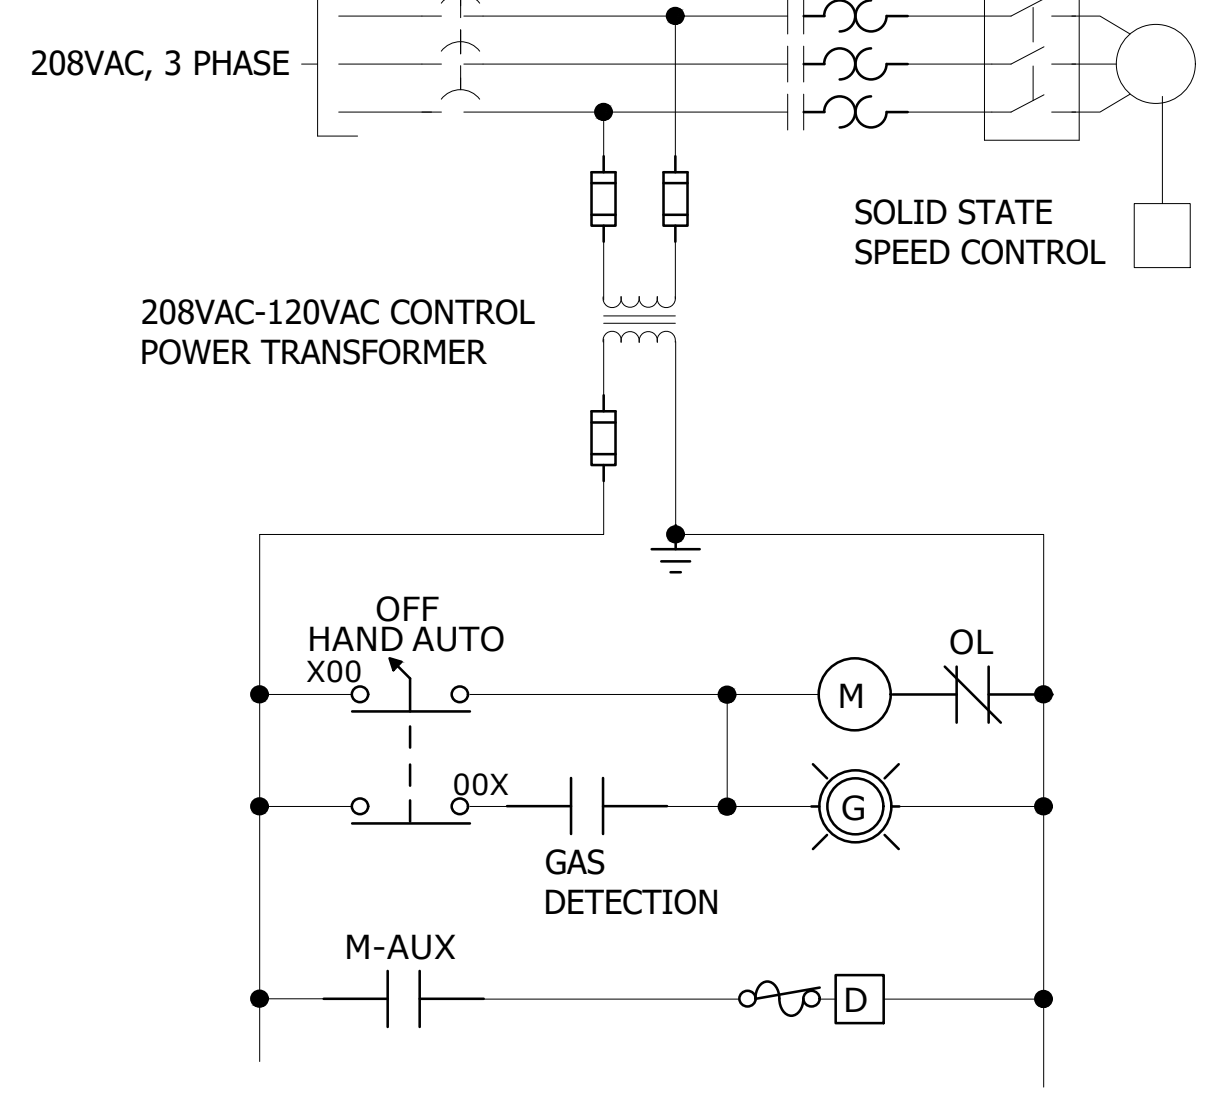 208VAC, 3 PHASE
SOLID STATE
SPEED CONTROL
208VAC-120VAC CONTROL
POWER TRANSFORMER
OFF
HAND AUTO
X00
OL
M
00X
G
GAS
DETECTION
M-AUX
D